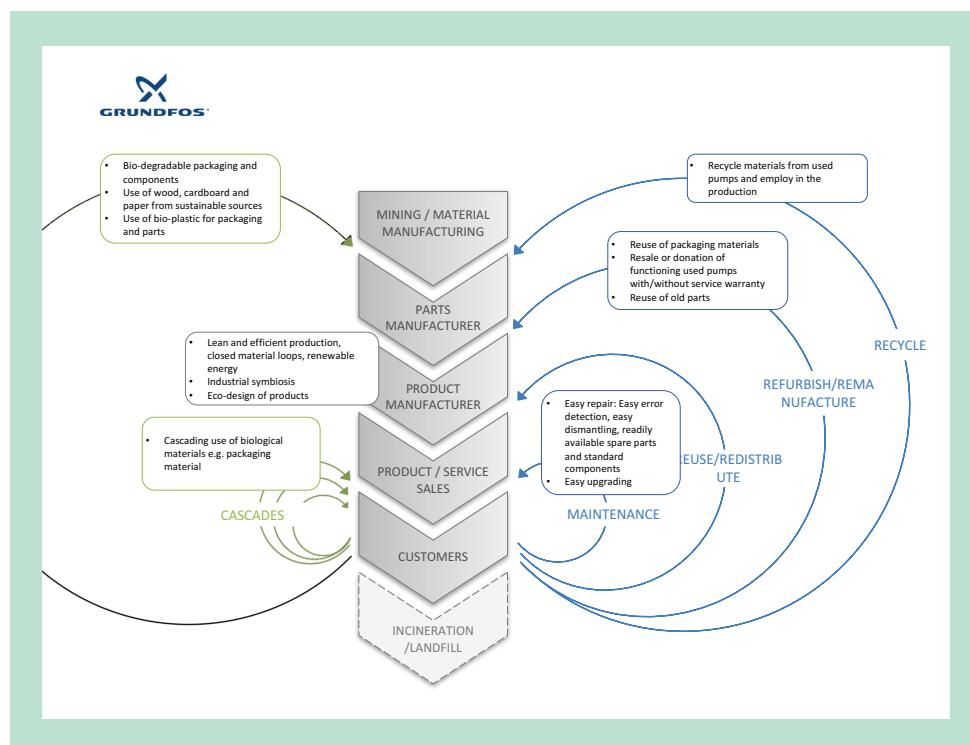 GRUNDFOS
• Bio-degradable packaging and
components
• Use of wood, cardboard and
paper from sustainable sources
• Use of bio-plastic for packaging
and parts
• Recycle materials from used
pumps and employ in the
production
MINING / MATERIAL
MANUFACTURING
• Reuse of packaging materials
• Resale or donation of
functioning used pumps
with/without service warranty
• Reuse of old parts
PARTS
MANUFACTURER
• Lean and efficient production,
closed material loops, renewable
energy
• Industrial symbiosis
• Eco-design of products
RECYCLE
PRODUCT
MANUFACTURER
REFURBISH/REMA
NUFACTURE
• Easy repair: Easy error
detection, easy
dismantling, readily
available spare parts
and standard
components
• Easy upgrading
• Cascading use of biological
materials e.g. packaging
material
PRODUCT / SERVICE
SALES
EUSE/REDISTRIB
UTE
CASCADES
MAINTENANCE
CUSTOMERS
INCINERATION
/LANDFILL